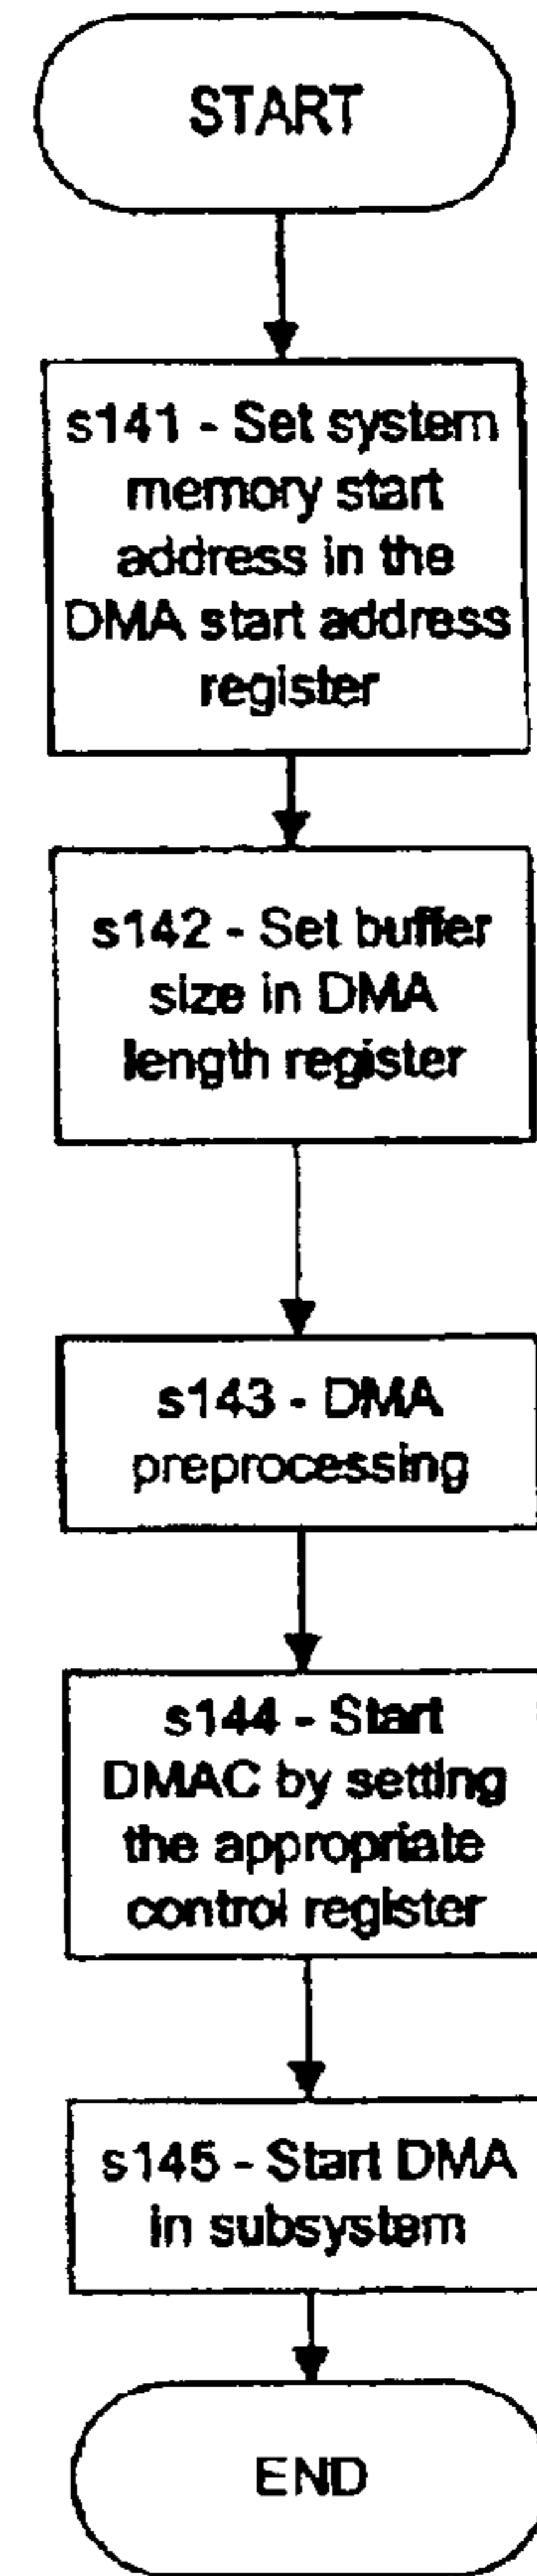 START
s141 - Set system
memory start
address in the
DMA start address
register
s142 - Set buffer
size in DMA
length register
s143 - DMA
preprocessing
s144 - Start
DMAC by setting
the appropriate
control register
s145 - Start DMA
in subsystem
END